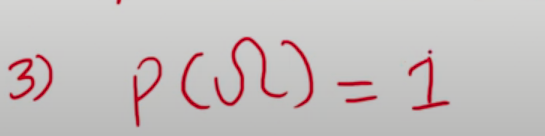 3) P(Ω) = 1